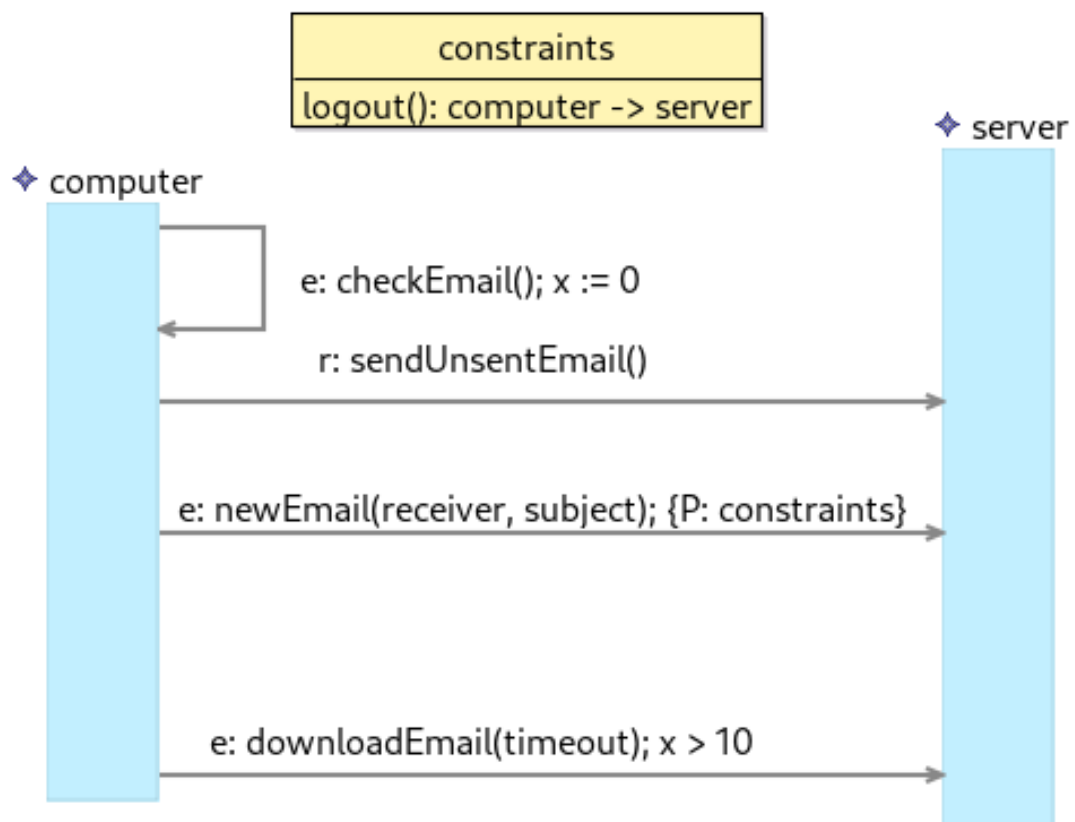 constraints
logout(): computer -> server
server
computer
e: checkEmail(); x := 0
r: sendUnsentEmail()
e: newEmail(receiver, subject); {P: constraints}
e: downloadEmail(timeout); x > 10